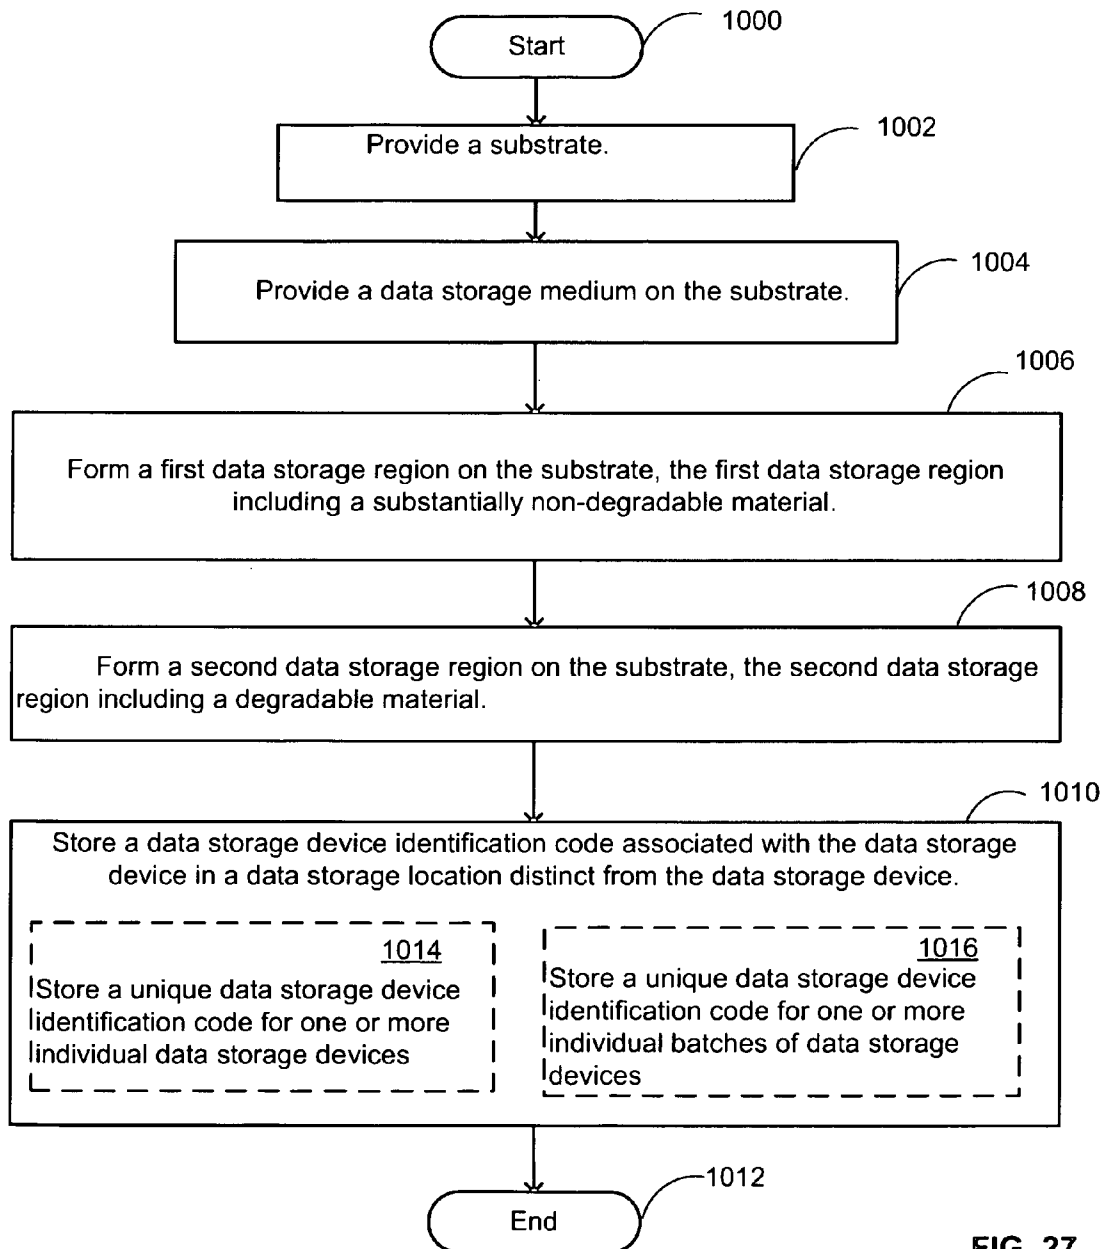 Start
1000
Provide a substrate.
1002
Provide a data storage medium on the substrate.
1004
1006
Form a first data storage region on the substrate, the first data storage region
including a substantially non-degradable material.
1008
Form a second data storage region on the substrate, the second data storage
region including a degradable material.
1010
Store a data storage device identification code associated with the data storage
device in a data storage location distinct from the data storage device.
1014
Store a unique data storage device
identification code for one or more
individual data storage devices
1016
Store a unique data storage device
identification code for one or more
individual batches of data storage
devices
1012
End
FIG. 27